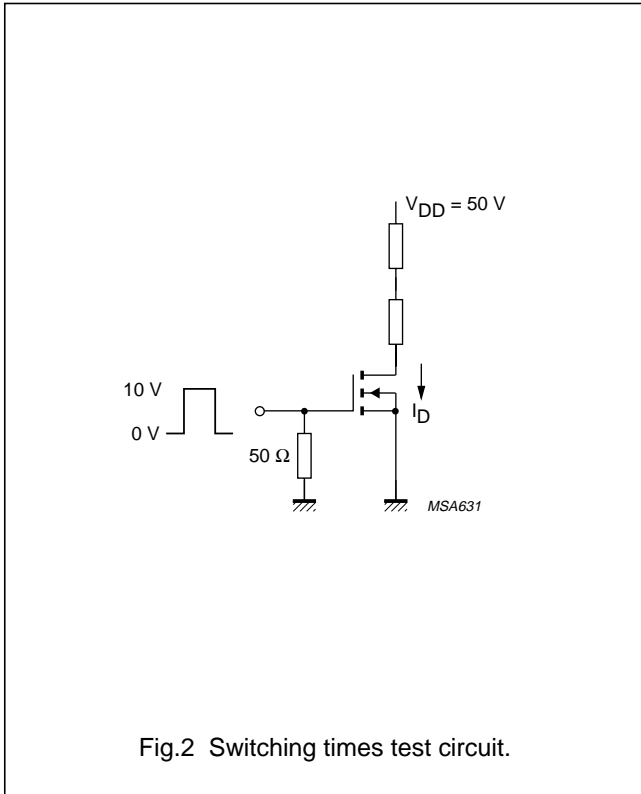 V_DD = 50 V
10 V
0 V
I_D
50 Ω
MSA631
Fig.2 Switching times test circuit.